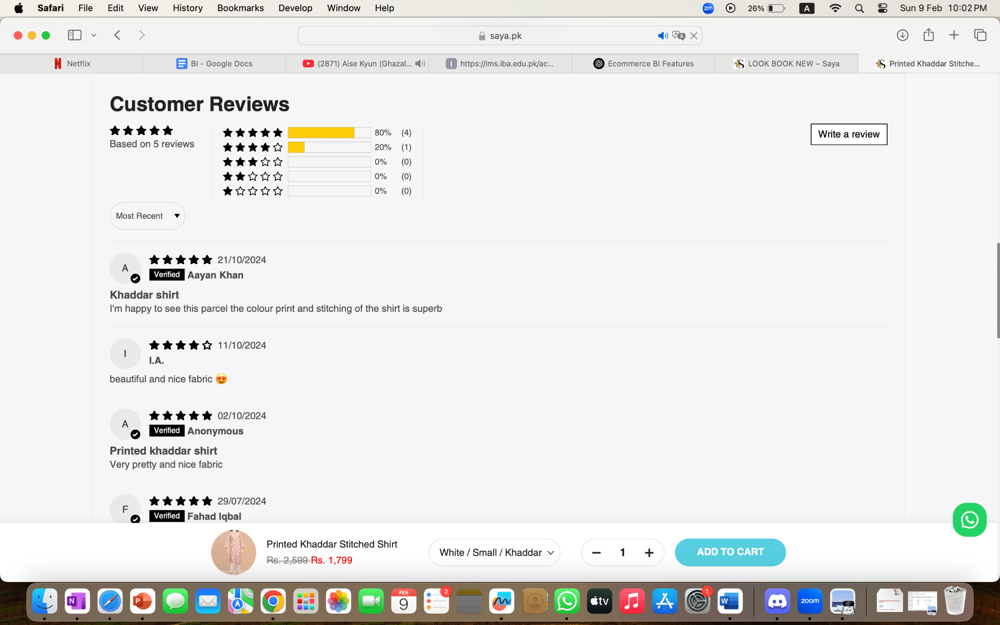 Safari File Edit View History Bookmarks Develop Window Help zm 26% A Sun 9 Feb 10:02 PM
saya.pk
Netflix
BI - Google Docs
(2871) Aise Kyun (Ghazal...
https://lms.iba.edu.pk/ac...
Ecommerce BI Features
LOOK BOOK NEW – Saya
Printed Khaddar Stitche...
Customer Reviews
Based on 5 reviews
80% (4)
20% (1)
0% (0)
0% (0)
0% (0)
Write a review
Most Recent
A
21/10/2024
Verified Aayan Khan
Khaddar shirt
I'm happy to see this parcel the colour print and stitching of the shirt is superb
I
11/10/2024
I.A.
beautiful and nice fabric 😍
A
02/10/2024
Verified Anonymous
Printed khaddar shirt
Very pretty and nice fabric
F
29/07/2024
Verified Fahad Iqbal
Printed Khaddar Stitched Shirt
Rs. 2,599 Rs. 1,799
White / Small / Khaddar
1
ADD TO CART
N
P
FEB
9
2
tv
1
W
zoom